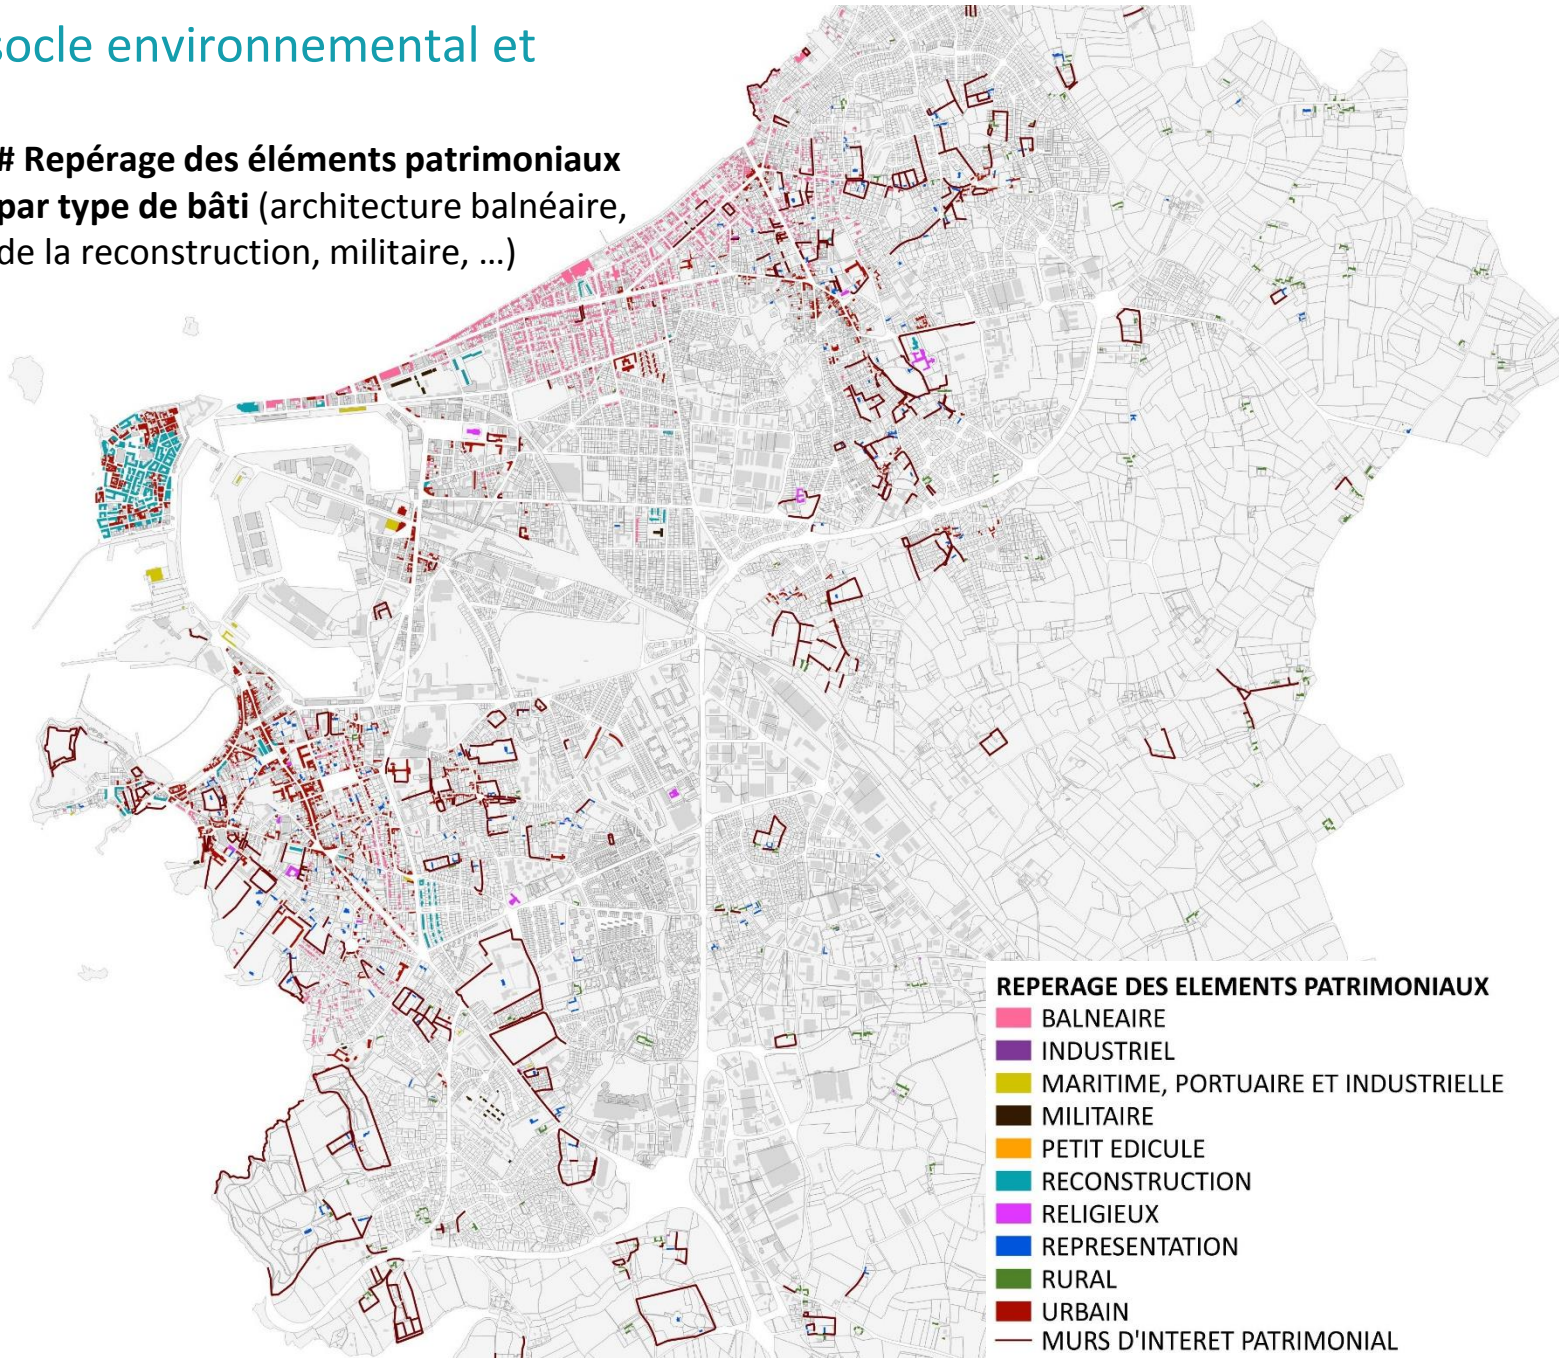 socle environnemental et
# Repérage des éléments patrimoniaux
par type de bâti (architecture balnéaire,
de la reconstruction, militaire, ...)
REPERAGE DES ELEMENTS PATRIMONIAUX
BALNEAIRE
INDUSTRIEL
MARITIME, PORTUAIRE ET INDUSTRIELLE
MILITAIRE
PETIT EDICULE
RECONSTRUCTION
RELIGIEUX
REPRESENTATION
RURAL
URBAIN
MURS D'INTERET PATRIMONIAL